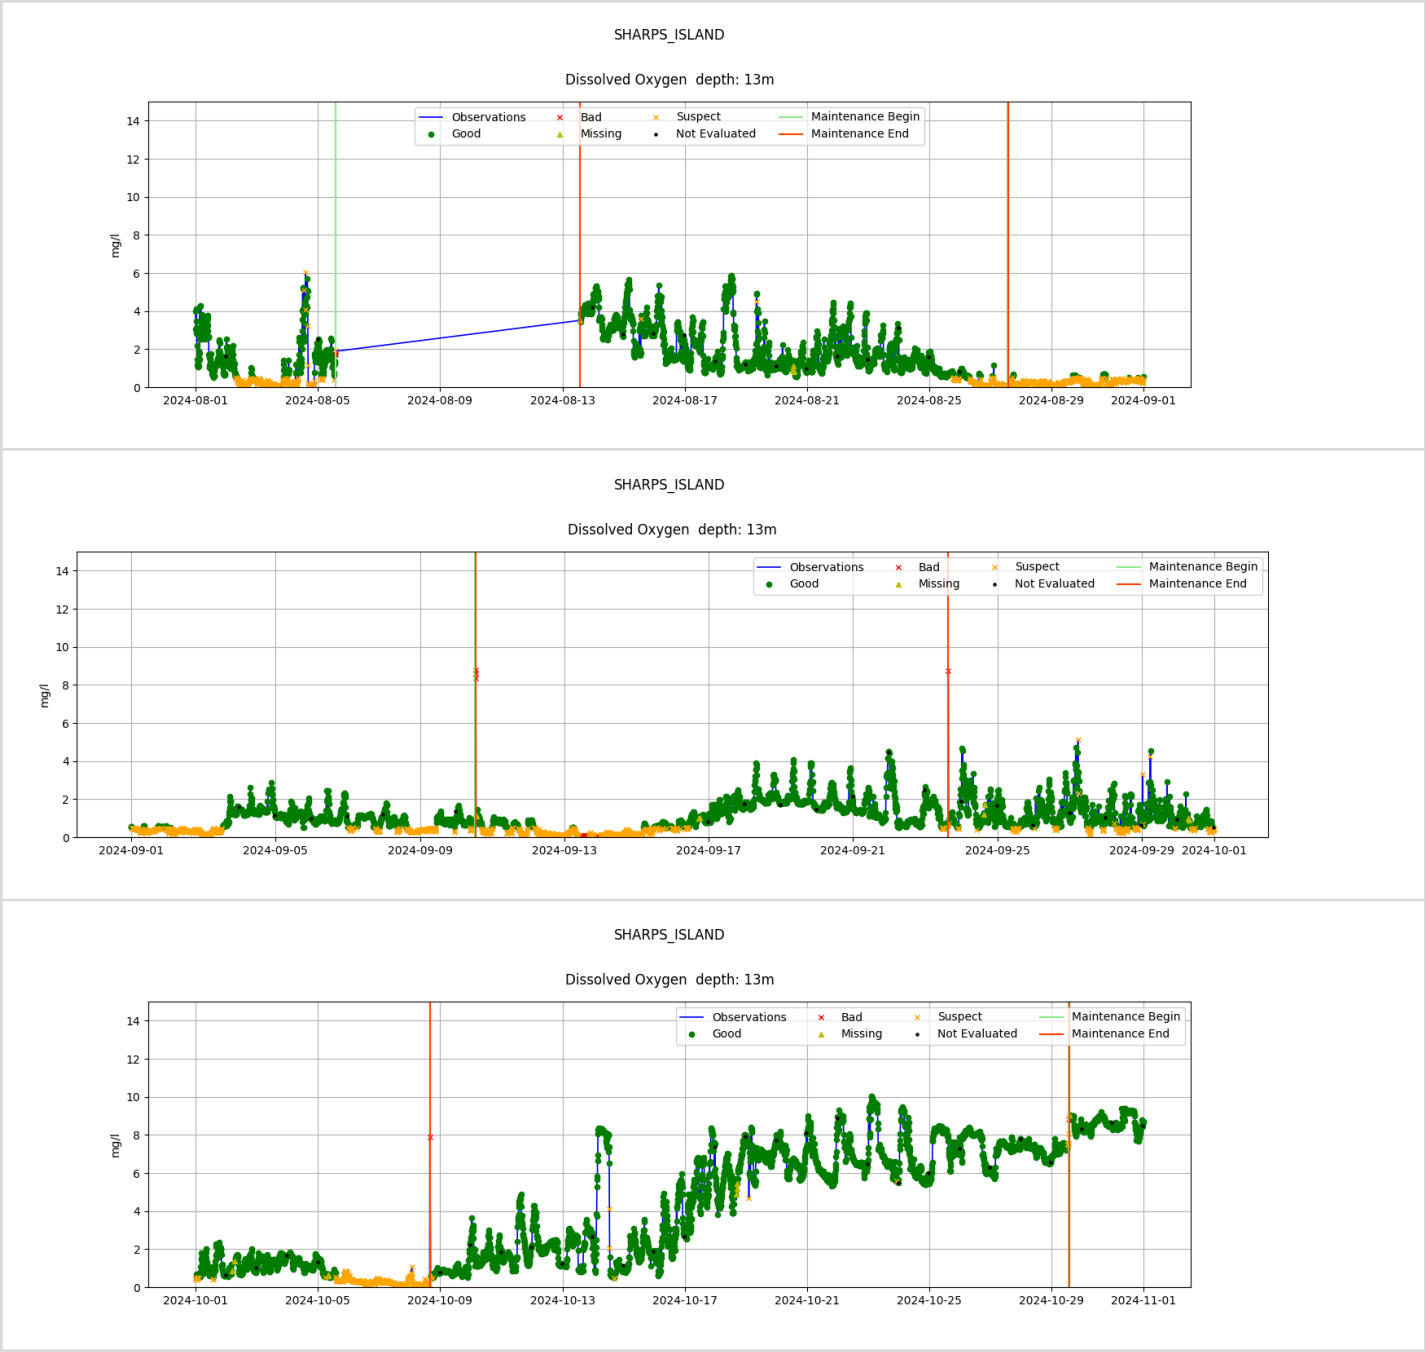 SHARPS_ISLAND
Dissolved Oxygen depth: 13m
Observations Bad Suspect Maintenance Begin
Good Missing Not Evaluated Maintenance End
14
12
10
8
6
4
2
0
mg/l
2024-08-01 2024-08-05 2024-08-09 2024-08-13 2024-08-17 2024-08-21 2024-08-25 2024-08-29 2024-09-01
SHARPS_ISLAND
Dissolved Oxygen depth: 13m
Observations Bad Suspect Maintenance Begin
Good Missing Not Evaluated Maintenance End
14
12
10
8
6
4
2
0
mg/l
2024-09-01 2024-09-05 2024-09-09 2024-09-13 2024-09-17 2024-09-21 2024-09-25 2024-09-29 2024-10-01
SHARPS_ISLAND
Dissolved Oxygen depth: 13m
Observations Bad Suspect Maintenance Begin
Good Missing Not Evaluated Maintenance End
14
12
10
8
6
4
2
0
mg/l
2024-10-01 2024-10-05 2024-10-09 2024-10-13 2024-10-17 2024-10-21 2024-10-25 2024-10-29 2024-11-01